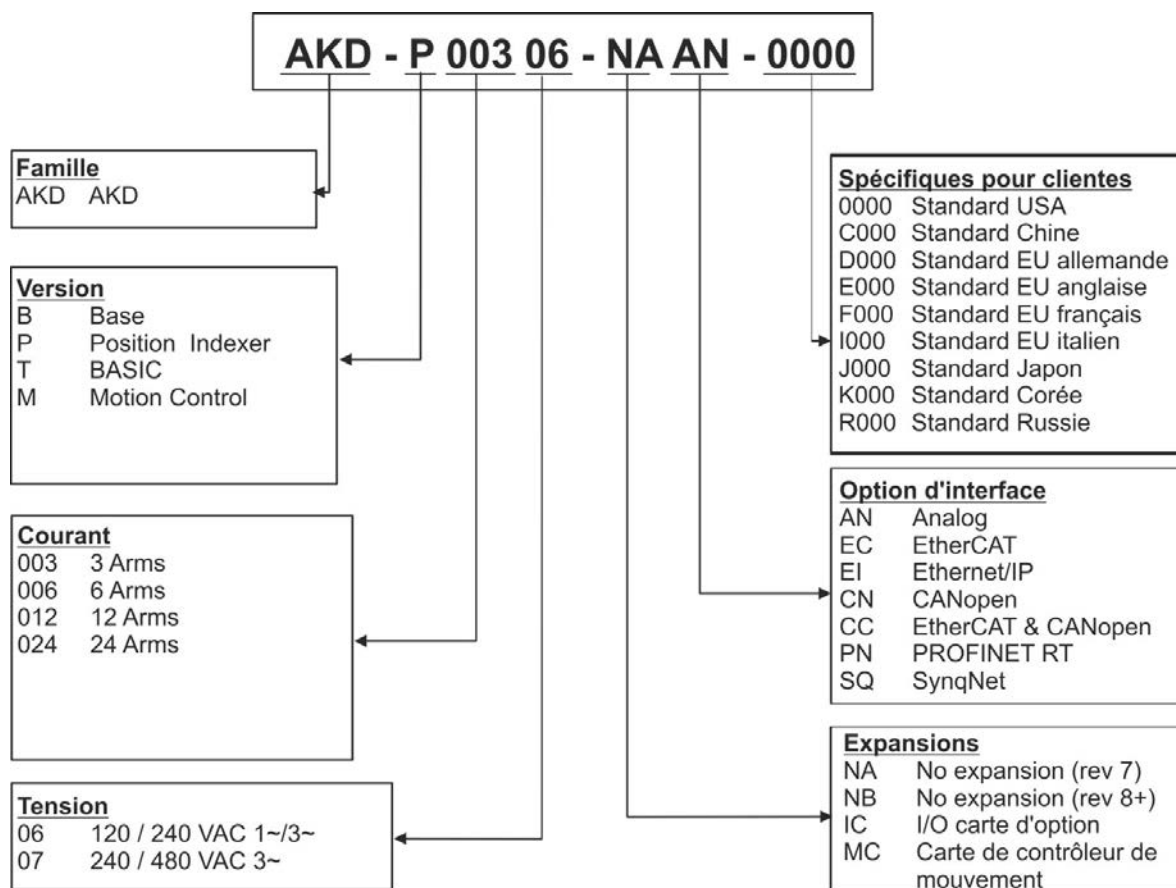 AKD - P 003 06 - NA AN - 0000
Famille
AKD AKD
Version
B Base
P Position Indexer
T BASIC
M Motion Control
Courant
003 3 Arms
006 6 Arms
012 12 Arms
024 24 Arms
Tension
06 120 / 240 VAC 1~/3~
07 240 / 480 VAC 3~
Spécifiques pour clientes
0000 Standard USA
C000 Standard Chine
D000 Standard EU allemande
E000 Standard EU anglaise
F000 Standard EU français
I000 Standard EU italien
J000 Standard Japon
K000 Standard Corée
R000 Standard Russie
Option d'interface
AN Analog
EC EtherCAT
EI Ethernet/IP
CN CANopen
CC EtherCAT & CANopen
PN PROFINET RT
SQ SynqNet
Expansions
NA No expansion (rev 7)
NB No expansion (rev 8+)
IC I/O carte d'option
MC Carte de contrôleur de
mouvement